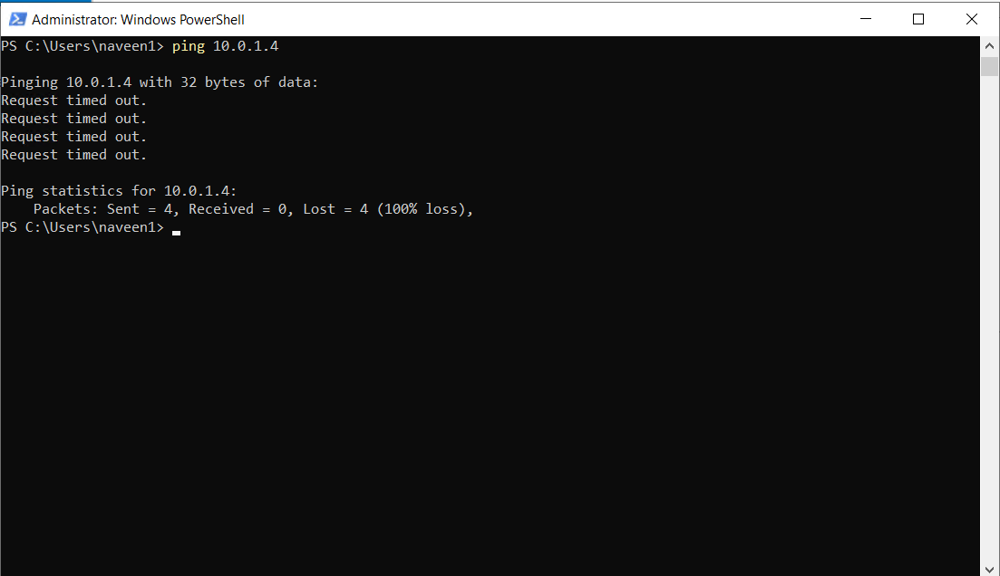 Administrator: Windows PowerShell
PS C:\Users\naveen1> ping 10.0.1.4
Pinging 10.0.1.4 with 32 bytes of data:
Request timed out.
Request timed out.
Request timed out.
Request timed out.
Ping statistics for 10.0.1.4:
    Packets: Sent = 4, Received = 0, Lost = 4 (100% loss),
PS C:\Users\naveen1>